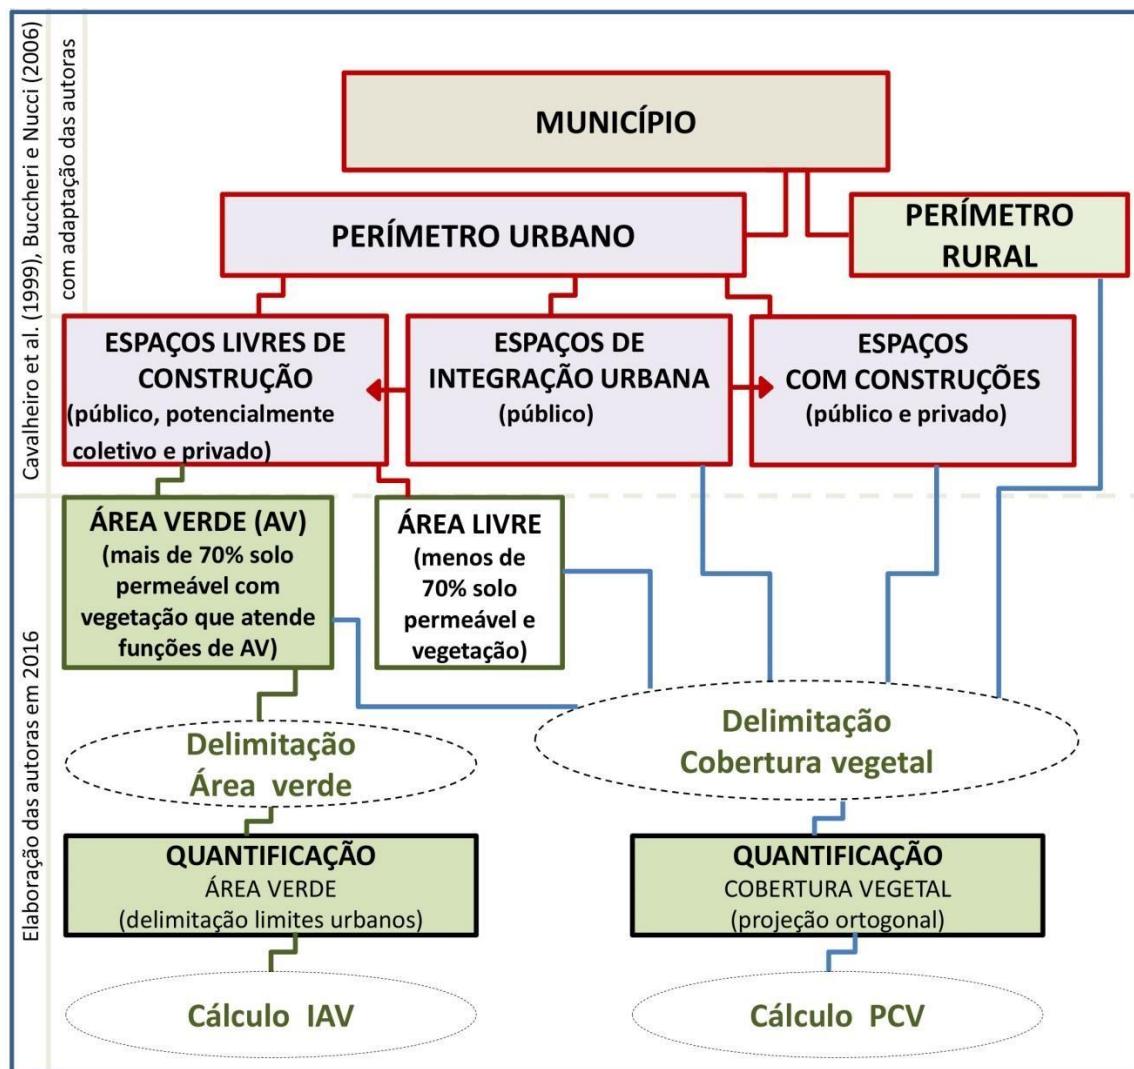 Cavalheiro et al. (1999), Buccheri e Nucci (2006)
com adaptação das autoras
MUNICÍPIO
PERÍMETRO URBANO
PERÍMETRO
RURAL
ESPAÇOS LIVRES DE
CONSTRUÇÃO
(público, potencialmente
coletivo e privado)
ESPAÇOS DE
INTEGRAÇÃO URBANA
(público)
ESPAÇOS
COM CONSTRUÇÕES
(público e privado)
Elaboração das autoras em 2016
ÁREA VERDE (AV)
(mais de 70% solo
permeável com
vegetação que atende
funções de AV)
ÁREA LIVRE
(menos de
70% solo
permeável e
vegetação)
Delimitação
Área verde
Delimitação
Cobertura vegetal
QUANTIFICAÇÃO
ÁREA VERDE
(delimitação limites urbanos)
QUANTIFICAÇÃO
COBERTURA VEGETAL
(projeção ortogonal)
Cálculo IAV
Cálculo PCV